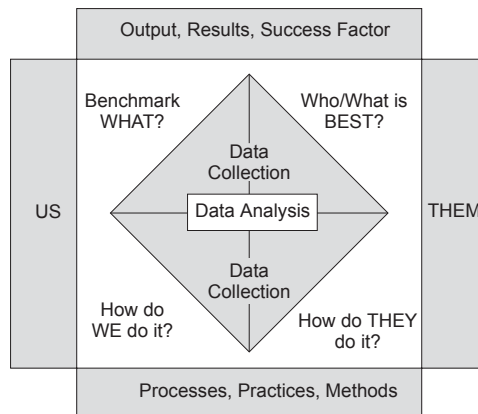 Output, Results, Success Factor
Benchmark
WHAT?
Who/What is
BEST?
Data
Collection
US
Data Analysis
THEM
Data
Collection
How do
WE do it?
How do THEY
do it?
Processes, Practices, Methods